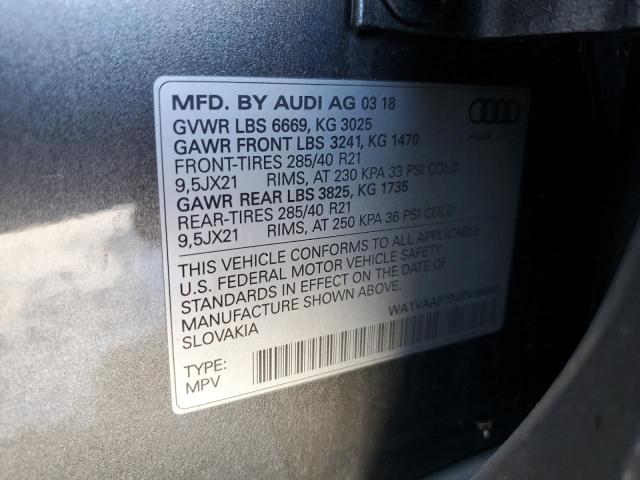 MFD. BY AUDI AG 03 18
GVWR LBS 6669, KG 3025
GAWR FRONT LBS 3241, KG 1470
FRONT-TIRES 285/40 R21
9,5JX21 RIMS, AT 230 KPA 33 PSI COLD
GAWR REAR LBS 3825, KG 1735
REAR-TIRES 285/40 R21
9,5JX21 RIMS, AT 250 KPA 36 PSI COLD
THIS VEHICLE CONFORMS TO ALL APPLICABLE
U.S. FEDERAL MOTOR VEHICLE SAFETY
STANDARDS IN EFFECT ON THE DATE OF
MANUFACTURE SHOWN ABOVE.
SLOVAKIA
TYPE:
MPV
Audi